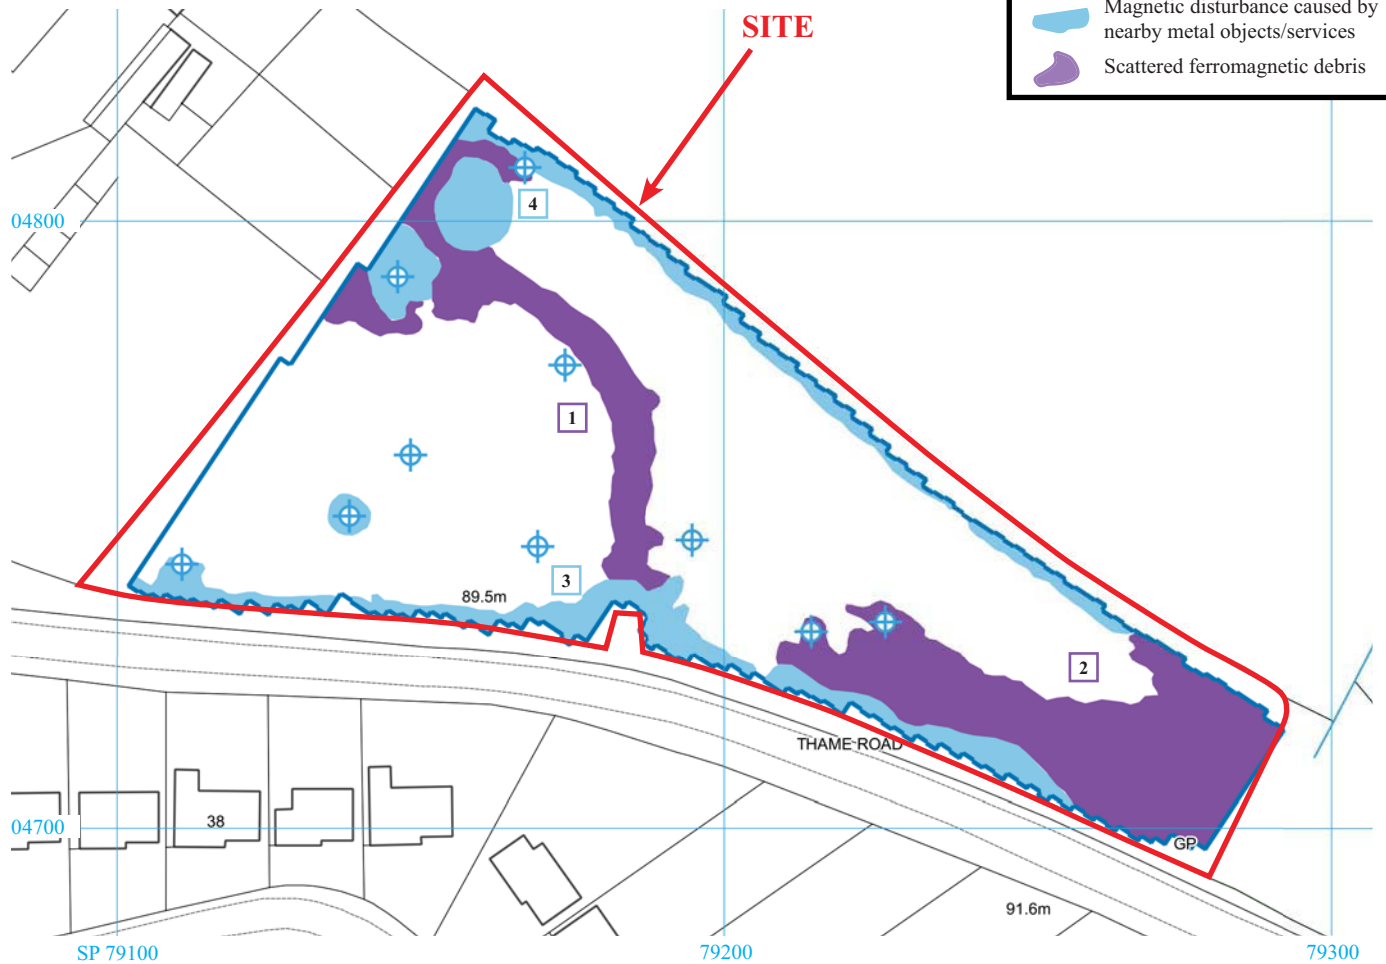 Magnetic disturbance caused by
nearby metal objects/services
Scattered ferromagnetic debris
SITE
04800
4
1
3
89.5m
2
THAME ROAD
38
04700
GP
91.6m
SP 79100
79200
79300